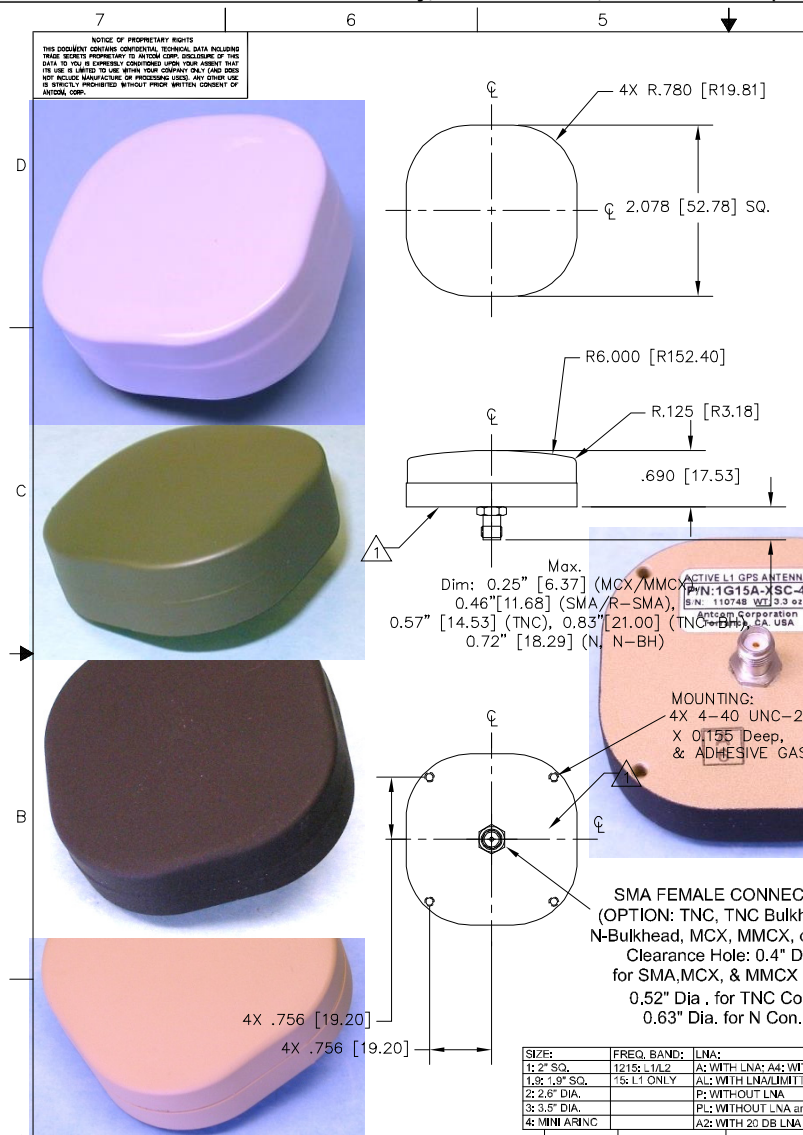 7 6 5
NOTICE OF PROPRIETARY RIGHTS
THIS DOCUMENT CONTAINS CONFIDENTIAL TECHNICAL DATA INCLUDING
TRADE SECRETS PROPRIETARY TO ANTCOM CORP. DISCLOSURE OF THIS
DATA TO YOU IS EXPRESSLY CONDITIONED UPON YOUR ASSENT THAT
ITS USE IS LIMITED TO USE WITHIN YOUR COMPANY ONLY (AND DOES
NOT INCLUDE MANUFACTURE OR PROCESSING USES). ANY OTHER USE
IS STRICTLY PROHIBITED WITHOUT PRIOR WRITTEN CONSENT OF
ANTCOM, CORP.
D
℄
4X R.780 [R19.81]
℄ 2.078 [52.78] SQ.
R6.000 [R152.40]
℄
R.125 [R3.18]
C
.690 [17.53]
1
Max.
Dim: 0.25" [6.37] (MCX/MMCX),
0.46"[11.68] (SMA/R-SMA),
0.57" [14.53] (TNC), 0.83"[21.00] (TNC-BH),
0.72" [18.29] (N, N-BH)
ACTIVE L1 GPS ANTENN
P/N:1G15A-XSC-4
S/N: 11074B WT: 3.3 oz
Antcom Corporation
Torrance, CA. USA
MOUNTING:
4X 4-40 UNC-2
X 0.155 Deep,
& ADHESIVE GAS
℄
1
B
℄
SMA FEMALE CONNEC
(OPTION: TNC, TNC Bulkh
N-Bulkhead, MCX, MMCX, o
Clearance Hole: 0.4" D
for SMA,MCX, & MMCX
0.52" Dia . for TNC Co
0.63" Dia. for N Con.
4X .756 [19.20]
4X .756 [19.20]
SIZE: FREQ. BAND: LNA:
1: 2" SQ. 1215: L1/L2 A: WITH LNA; A4: WI
1.9: 1.9" SQ. 15: L1 ONLY AL: WITH LNA/LIMITT
2: 2.6" DIA. P: WITHOUT LNA
3: 3.5" DIA. PL: WITHOUT LNA an
4: MINI ARINC A2: WITH 20 DB LNA